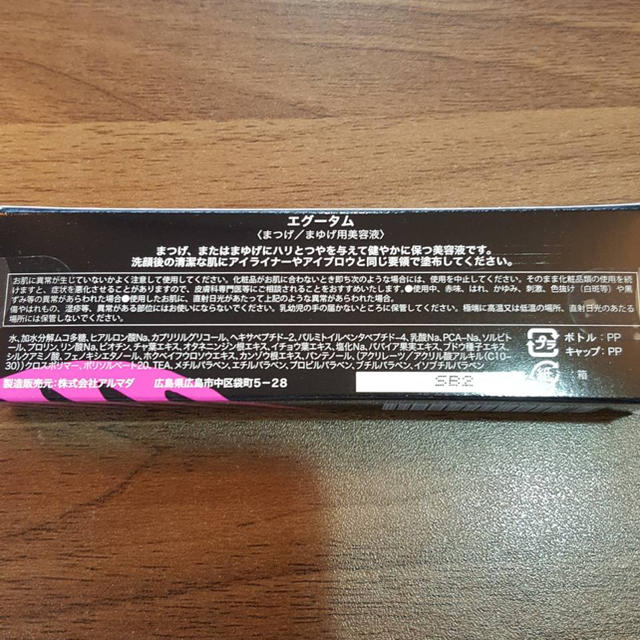 エグータム
〈まつげ/まゆげ用美容液〉
まつげ、またはまゆげにハリとつやを与えて健やかに保つ美容液です。
洗顔後の清潔な肌にアイライナーやアイブロウと同じ要領で塗布してください。
お肌に異常が生じていないかよく注意して使用してください。化粧品がお肌に合わないとき即ち次のような場合には、使用を中止してください。そのまま化粧品類の使用を続
けますと、症状を悪化させることがありますので、皮膚科専門医等にご相談されることをおすすめいたします。●使用中、赤味、はれ、かゆみ、刺激、色抜け(白斑等)や黒
ずみ等の異常があらわれた場合●使用したお肌に、直射日光があたって上記のような異常があらわれた場合
傷やはれもの、湿疹等、異常がある部位にはお使いにならないでください。乳幼児の手の届かないところに保管してください。極端に高温又は低温の場所、直射日光のあたる
場所には保管しないでください。
水、加水分解ムコ多糖、ヒアルロン酸Na、カプリリルグリコール、ヘキサペプチド-2、パルミトイルペンタペプチド-4、乳酸Na、PCA-Na、ソルビト
ール、プロリン、リン酸Na、ビオチン、チャ葉エキス、オタネニンジン根エキス、イチョウ葉エキス、塩化Na、パパイア果実エキス、ブドウ種子エキス、
シルクアミノ酸、フェノキシエタノール、ホクベイフウロソウエキス、カンゾウ根エキス、パンテノール、(アクリレーツ/アクリル酸アルキル(C10-
30))クロスポリマー、ポリソルベート20、TEA、メチルパラベン、エチルパラベン、プロピルパラベン、ブチルパラベン、イソブチルパラベン
プラ
ボトル:PP
キャップ:PP
紙
箱
製造販売元:株式会社アルマダ 広島県広島市中区袋町5-28
SB2